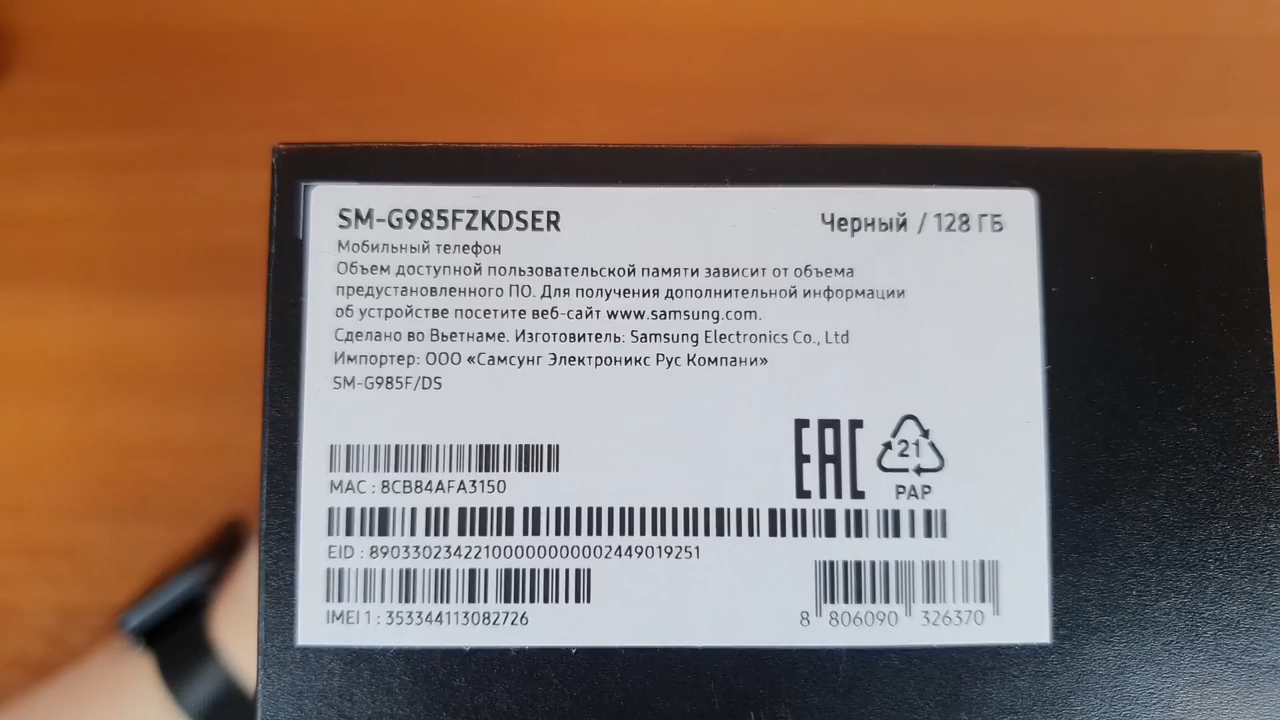 SM-G985FZKDSER
Черный / 128 ГБ
Мобильный телефон
Объем доступной пользовательской памяти зависит от объема
предустановленного ПО. Для получения дополнительной информации
об устройстве посетите веб-сайт www.samsung.com.
Сделано во Вьетнаме. Изготовитель: Samsung Electronics Co., Ltd
Импортер: ООО «Самсунг Электроникс Рус Компани»
SM-G985F/DS
EAC
21
PAP
MAC : 8CB84AFA3150
EID : 89033023422100000000002449019251
IMEI 1 : 353344113082726
8 806090 326370